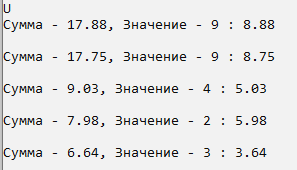 U
Сумма - 17.88, Значение - 9 : 8.88
Сумма - 17.75, Значение - 9 : 8.75
Сумма - 9.03, Значение - 4 : 5.03
Сумма - 7.98, Значение - 2 : 5.98
Сумма - 6.64, Значение - 3 : 3.64